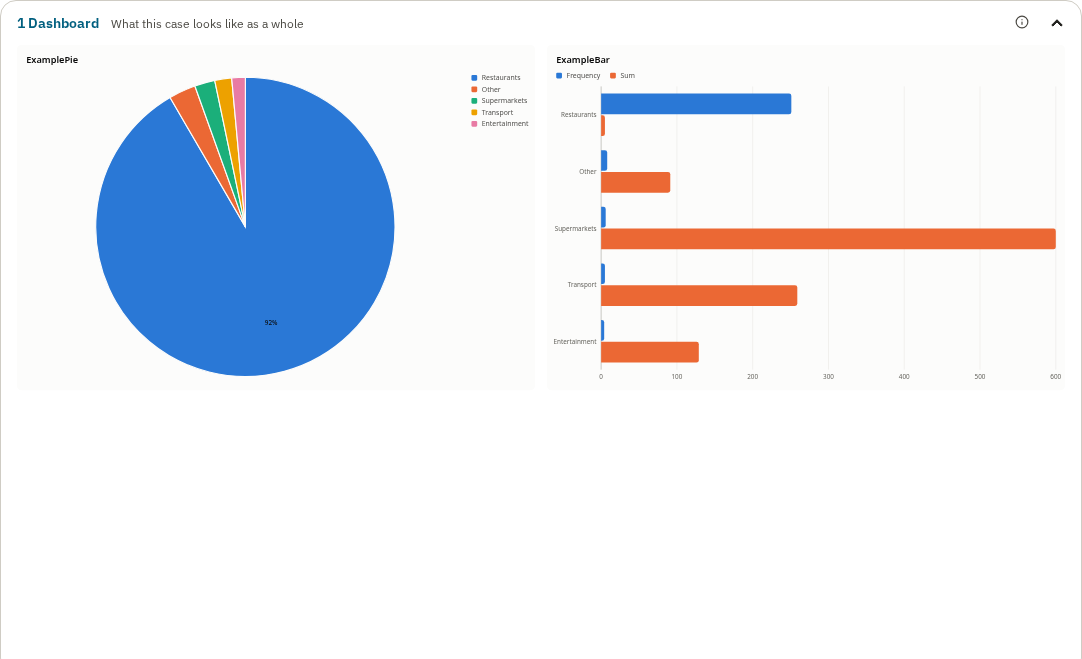 1 Dashboard What this case looks like as a whole
ExamplePie
Restaurants
Other
Supermarkets
Transport
Entertainment
92%
ExampleBar
Frequency Sum
Restaurants
Other
Supermarkets
Transport
Entertainment
0 100 200 300 400 500 600